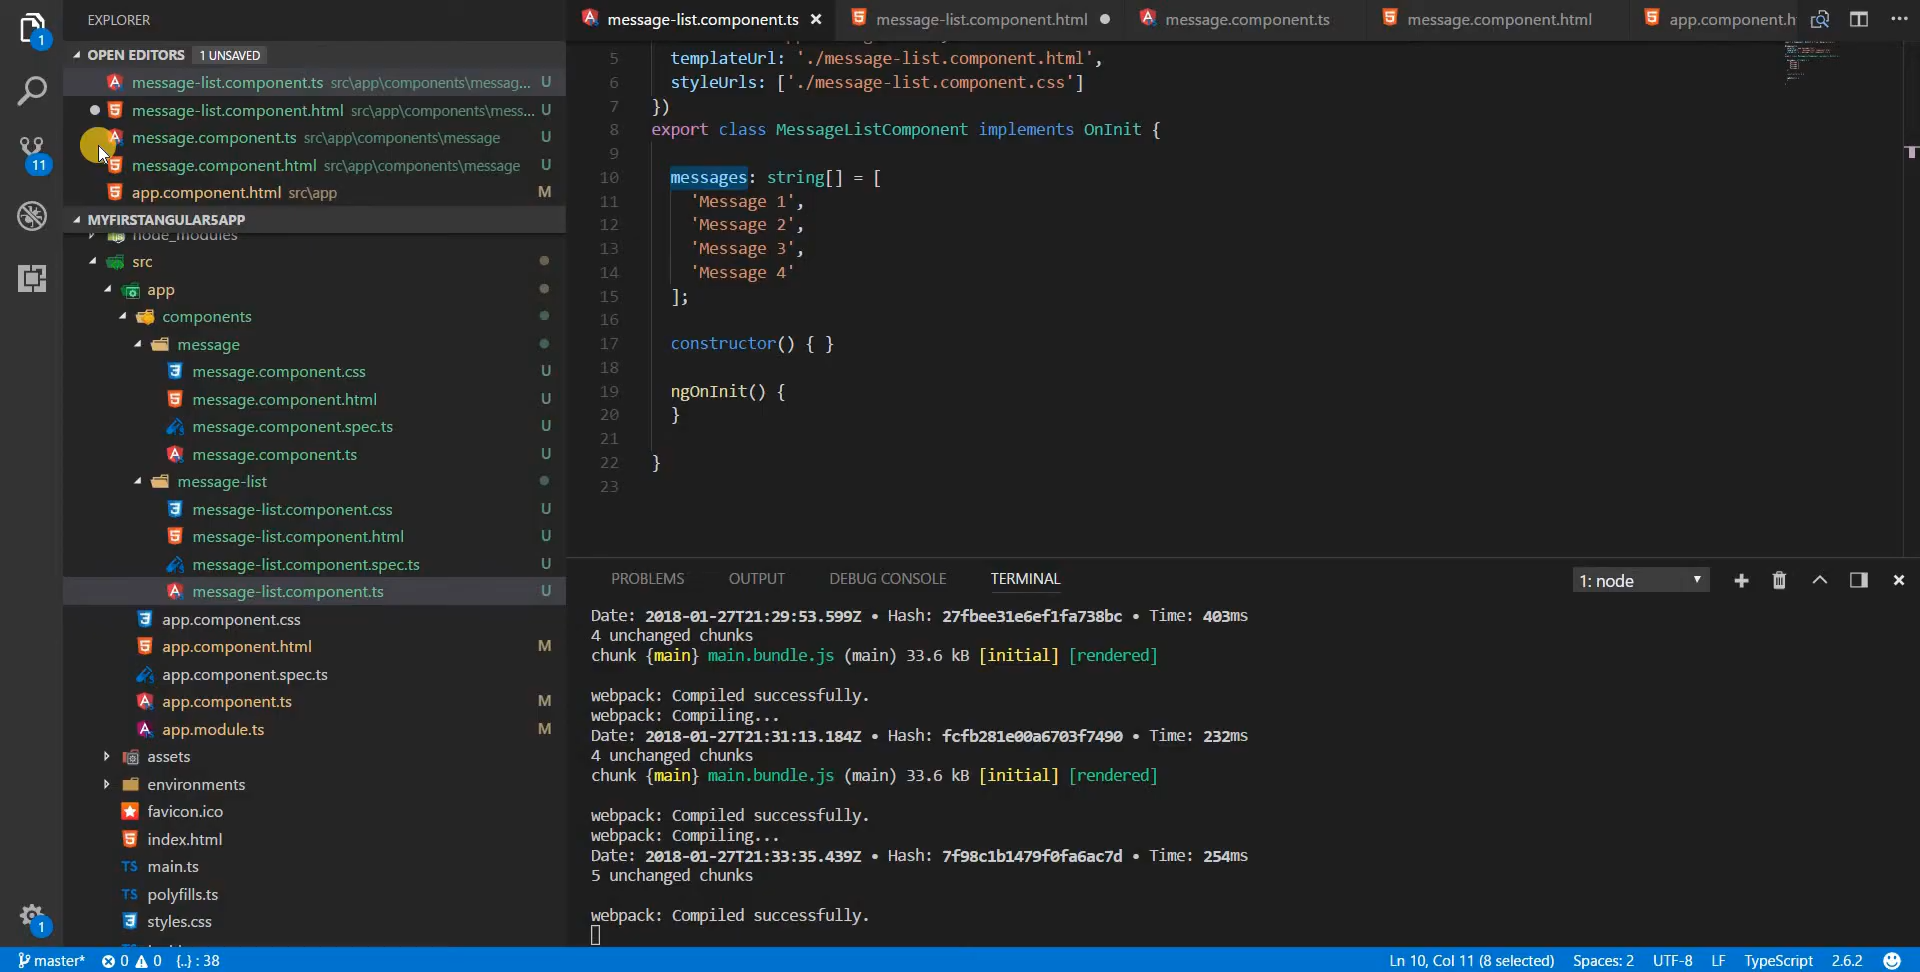 EXPLORER
OPEN EDITORS 1 UNSAVED
message-list.component.ts src\app\components\messag... U
message-list.component.html src\app\components\mess... U
message.component.ts src\app\components\message U
message.component.html src\app\components\message U
app.component.html src\app M
MYFIRSTANGULAR5APP
node_modules
src
app
components
message
message.component.css U
message.component.html U
message.component.spec.ts U
message.component.ts U
message-list
message-list.component.css U
message-list.component.html U
message-list.component.spec.ts U
message-list.component.ts U
app.component.css
app.component.html M
app.component.spec.ts
app.component.ts M
app.module.ts M
assets
environments
favicon.ico
index.html
TS main.ts
TS polyfills.ts
styles.css
1
11
1
message-list.component.ts message-list.component.html message.component.ts message.component.html app.component.h
5 templateUrl: './message-list.component.html',
6 styleUrls: ['./message-list.component.css']
7 })
8 export class MessageListComponent implements OnInit {
9
10 messages: string[] = [
11 'Message 1',
12 'Message 2',
13 'Message 3',
14 'Message 4'
15 ];
16
17 constructor() { }
18
19 ngOnInit() {
20 }
21
22 }
23
PROBLEMS OUTPUT DEBUG CONSOLE TERMINAL 1: node
Date: 2018-01-27T21:29:53.599Z • Hash: 27fbee31e6ef1fa738bc • Time: 403ms
4 unchanged chunks
chunk {main} main.bundle.js (main) 33.6 kB [initial] [rendered]
webpack: Compiled successfully.
webpack: Compiling...
Date: 2018-01-27T21:31:13.184Z • Hash: fcfb281e00a6703f7490 • Time: 232ms
4 unchanged chunks
chunk {main} main.bundle.js (main) 33.6 kB [initial] [rendered]
webpack: Compiled successfully.
webpack: Compiling...
Date: 2018-01-27T21:33:35.439Z • Hash: 7f98c1b1479f0fa6ac7d • Time: 254ms
5 unchanged chunks
webpack: Compiled successfully.
master* 0 0 {..} : 38 Ln 10, Col 11 (8 selected) Spaces: 2 UTF-8 LF TypeScript 2.6.2